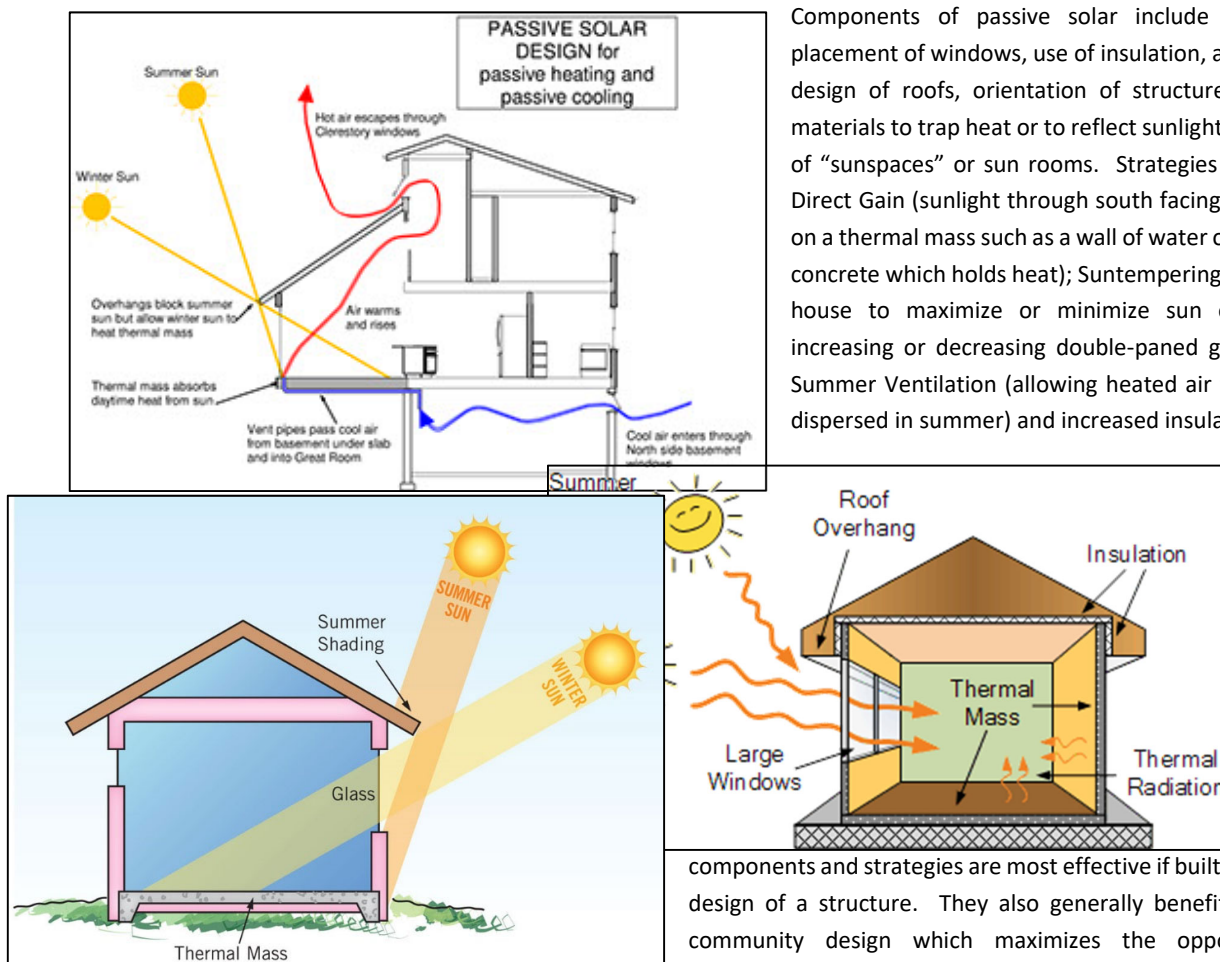 PASSIVE SOLAR
DESIGN for
passive heating and
passive cooling
Summer Sun
Hot air escapes through
Clerestory windows
Winter Sun
Overhangs block summer
sun but allow winter sun to
heat thermal mass
Air warms
and rises
Thermal mass absorbs
daytime heat from sun
Vent pipes pass cool air
from basement under slab
and into Great Room
Cool air enters through
North side basement
windows
Components of passive solar include
placement of windows, use of insulation, a
design of roofs, orientation of structure
materials to trap heat or to reflect sunlight
of “sunspaces” or sun rooms. Strategies
Direct Gain (sunlight through south facing
on a thermal mass such as a wall of water
concrete which holds heat); Suntempering
house to maximize or minimize sun
increasing or decreasing double-paned g
Summer Ventilation (allowing heated air
dispersed in summer) and increased insula
Summer
Roof
Overhang
Insulation
Thermal
Mass
Large
Windows
Thermal
Radiation
SUMMER
SUN
Summer
Shading
WINTER
SUN
Glass
Thermal Mass
components and strategies are most effective if built
design of a structure. They also generally benefit
community design which maximizes the oppo